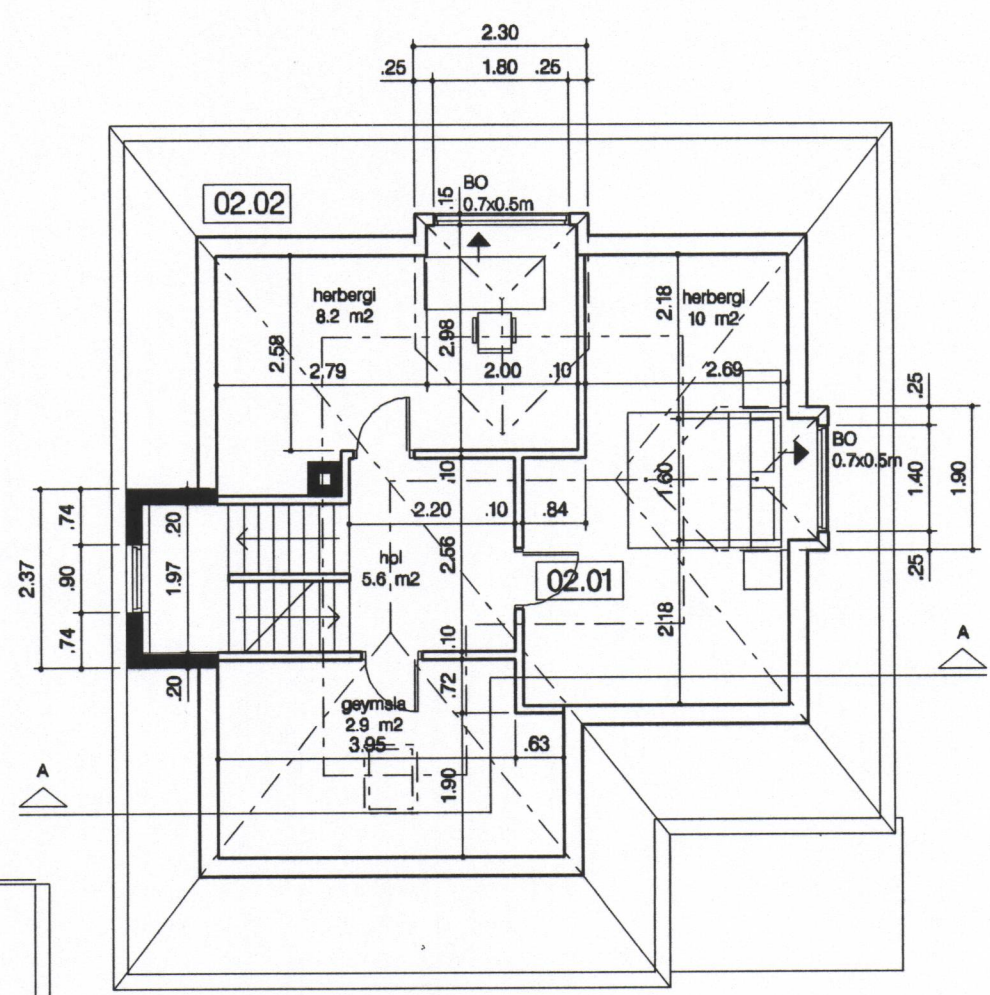 2.30
.25 1.80 .25
BO
0.7x0.5m
.15
02.02
herbergi
8.2 m2
herbergi
10 m2
2.18
2.58
2.98
2.79
2.00
.10
2.69
.25
BO
0.7x0.5m
1.40
1.90
.25
1.60
.10
2.20
.10
.84
.74
.20
2.37
.90
1.97
hol
5.6 m2
2.56
02.01
2.18
.74
.10
.20
.72
A
geymsla
2.9 m2
3.95
.63
A
1.90